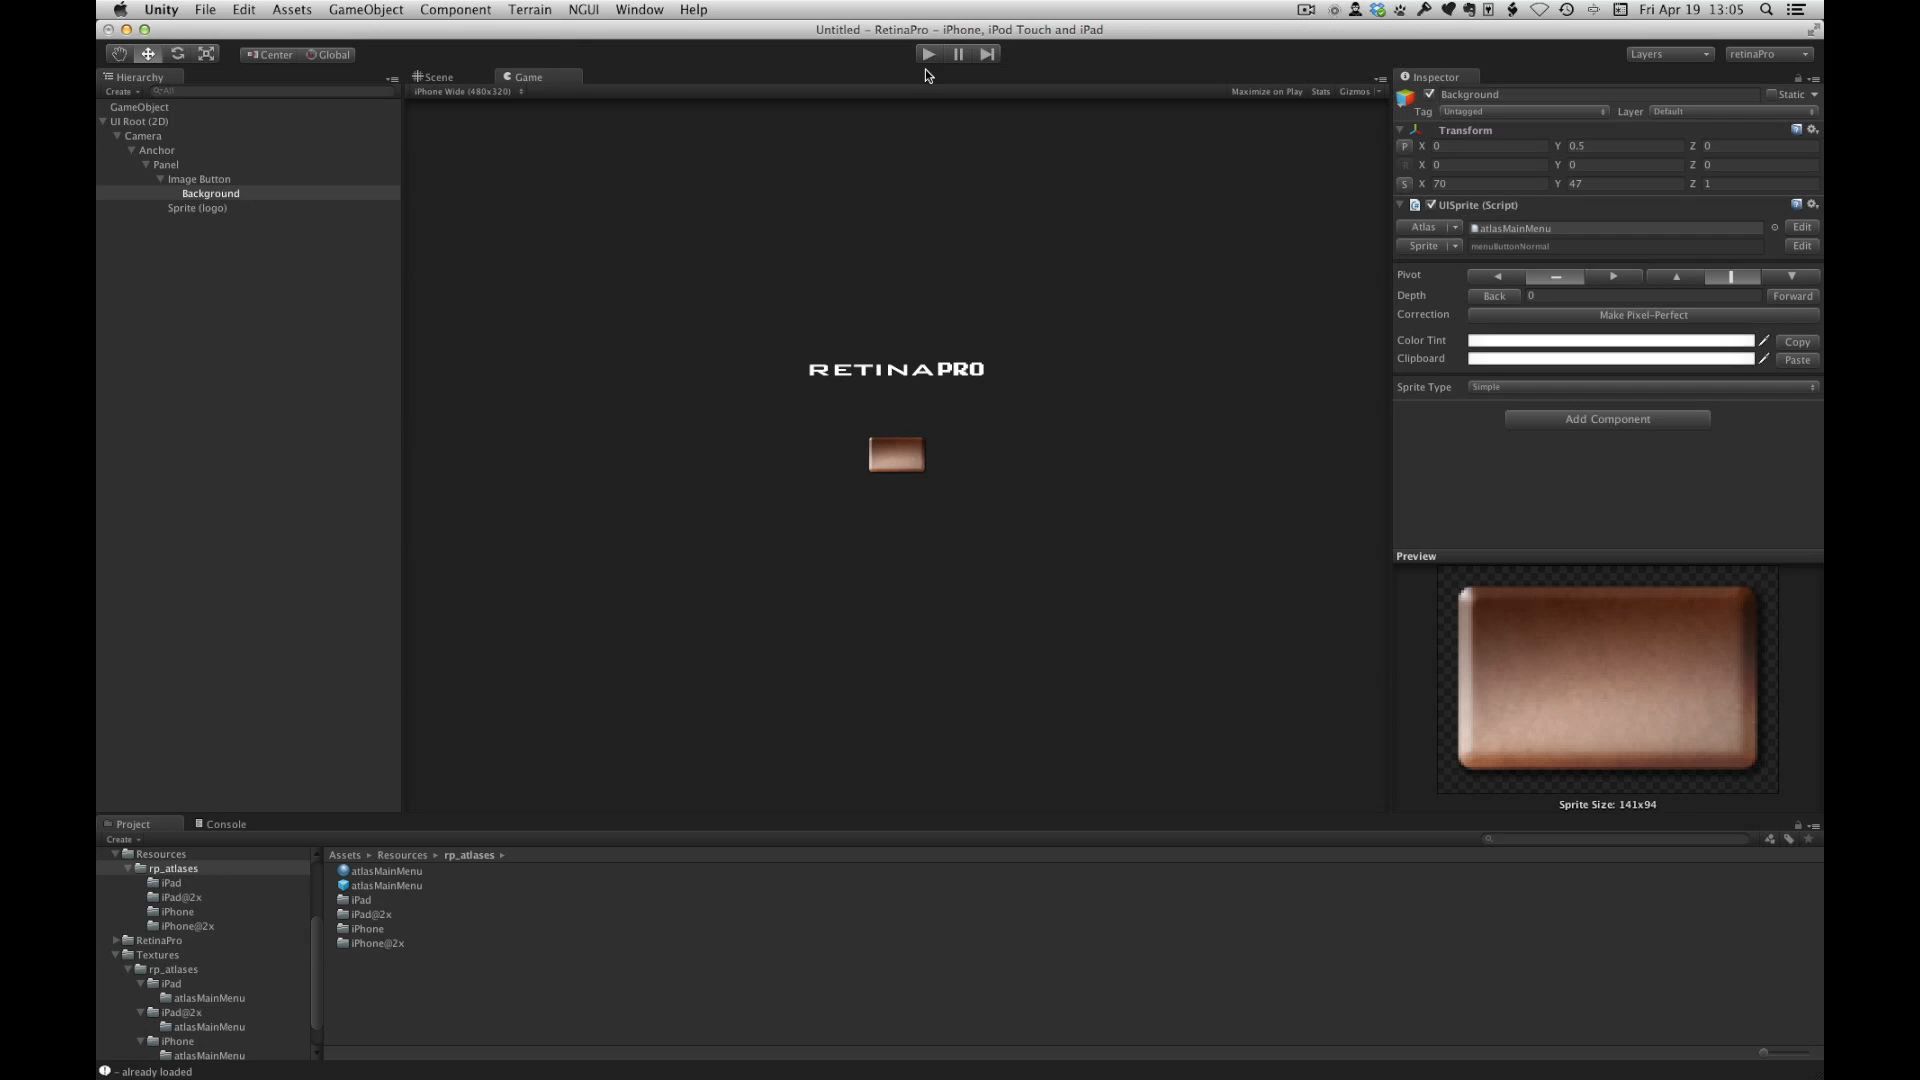 Unity File Edit Assets GameObject Component Terrain NGUI Window Help Fri Apr 19 13:05
Untitled - RetinaPro - iPhone, iPod Touch and iPad
Center Global Layers retinaPro
Hierarchy Scene Game Inspector
Create All iPhone Wide (480x320) Maximize on Play Stats Gizmos Background Static
GameObject
Tag Untagged Layer Default
UI Root (2D)
Camera
Transform
Anchor
P X 0 Y 0.5 Z 0
Panel
R X 0 Y 0 Z 0
Image Button
S X 70 Y 47 Z 1
Background
Sprite (logo)
UISprite (Script)
Atlas atlasMainMenu Edit
Sprite menuButtonNormal Edit
Pivot
Depth Back 0 Forward
Correction Make Pixel-Perfect
Color Tint Copy
Clipboard Paste
RETINAPRO
Sprite Type Simple
Add Component
Preview
Sprite Size: 141x94
Project Console
Create
Resources
rp_atlases
iPad
iPad@2x
iPhone
iPhone@2x
RetinaPro
Textures
rp_atlases
iPad
atlasMainMenu
iPad@2x
atlasMainMenu
iPhone
atlasMainMenu
Assets Resources rp_atlases
atlasMainMenu
atlasMainMenu
iPad
iPad@2x
iPhone
iPhone@2x
- already loaded